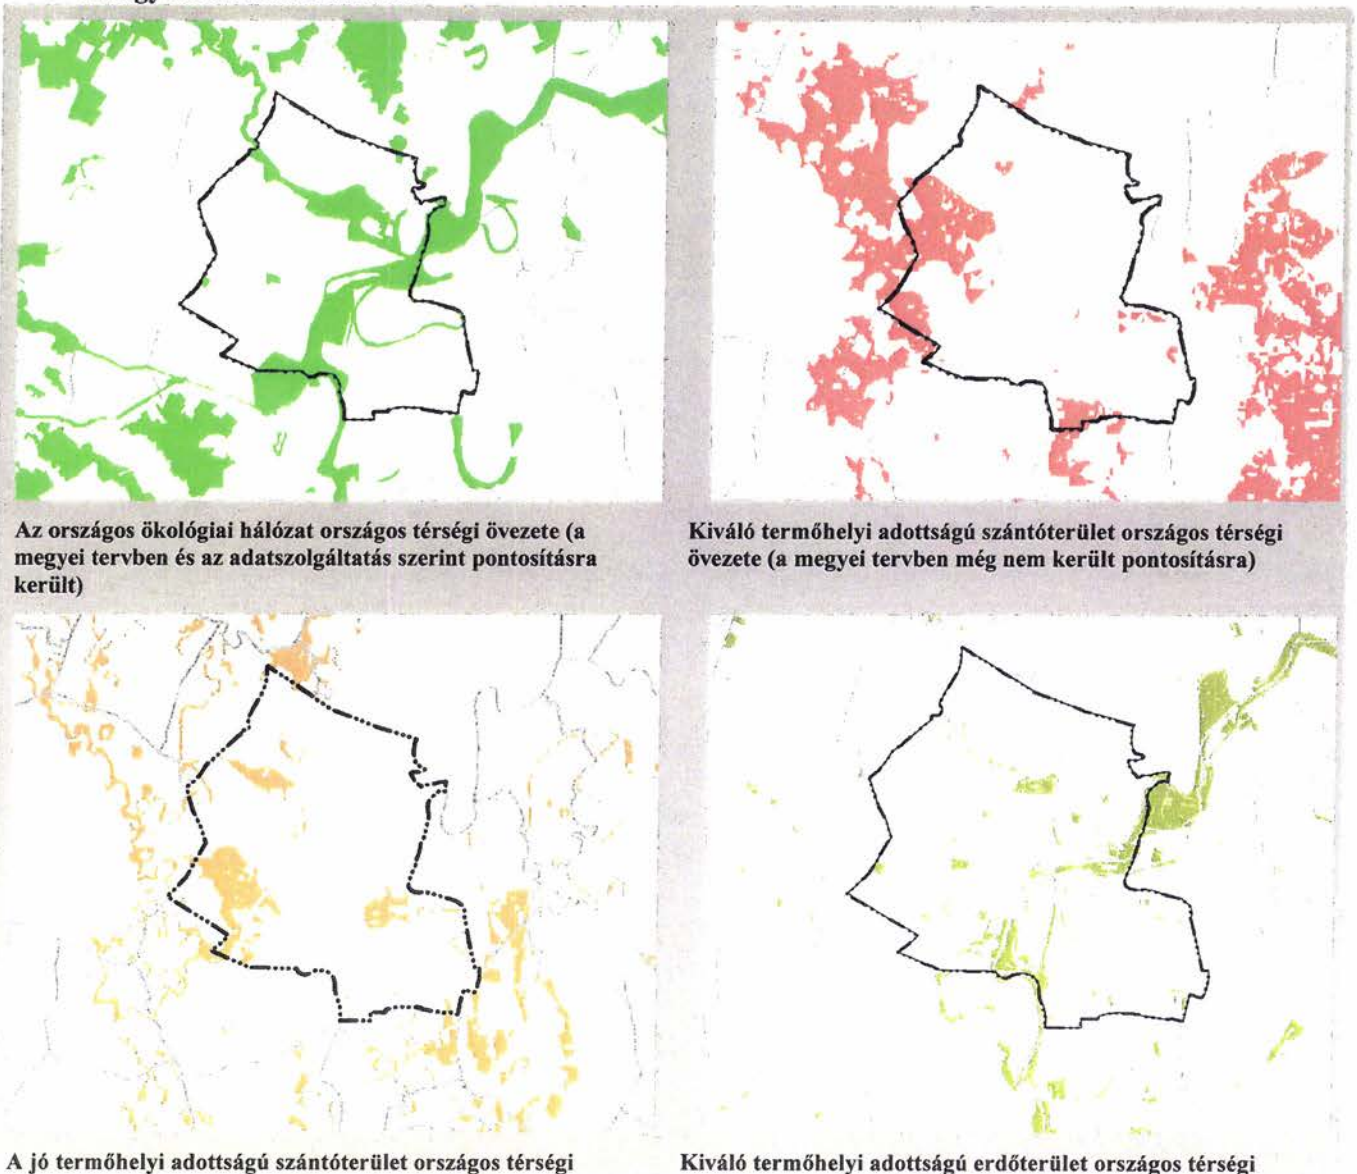 Az országos ökológiai hálózat országos térségi övezete (a
megyei tervben és az adatszolgáltatás szerint pontosításra
került)
Kiváló termőhelyi adottságú szántóterület országos térségi
övezete (a megyei tervben még nem került pontosításra)
A jó termőhelyi adottságú szántóterület országos térségi
Kiváló termőhelyi adottságú erdőterület országos térségi